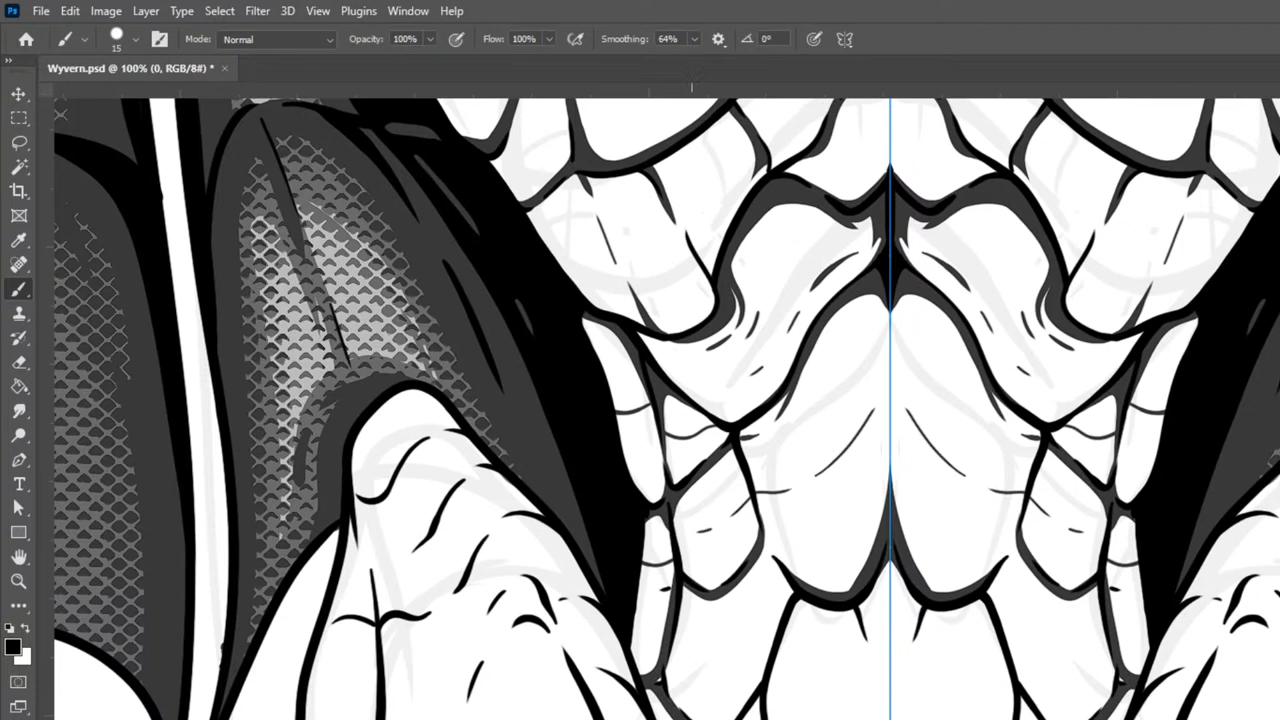 Ps File Edit Image Layer Type Select Filter 3D View Plugins Window Help
15 Mode: Normal Opacity: 100% Flow: 100% Smoothing: 64% 0°
Wyvern.psd @ 100% (0, RGB/8#) * ×
T